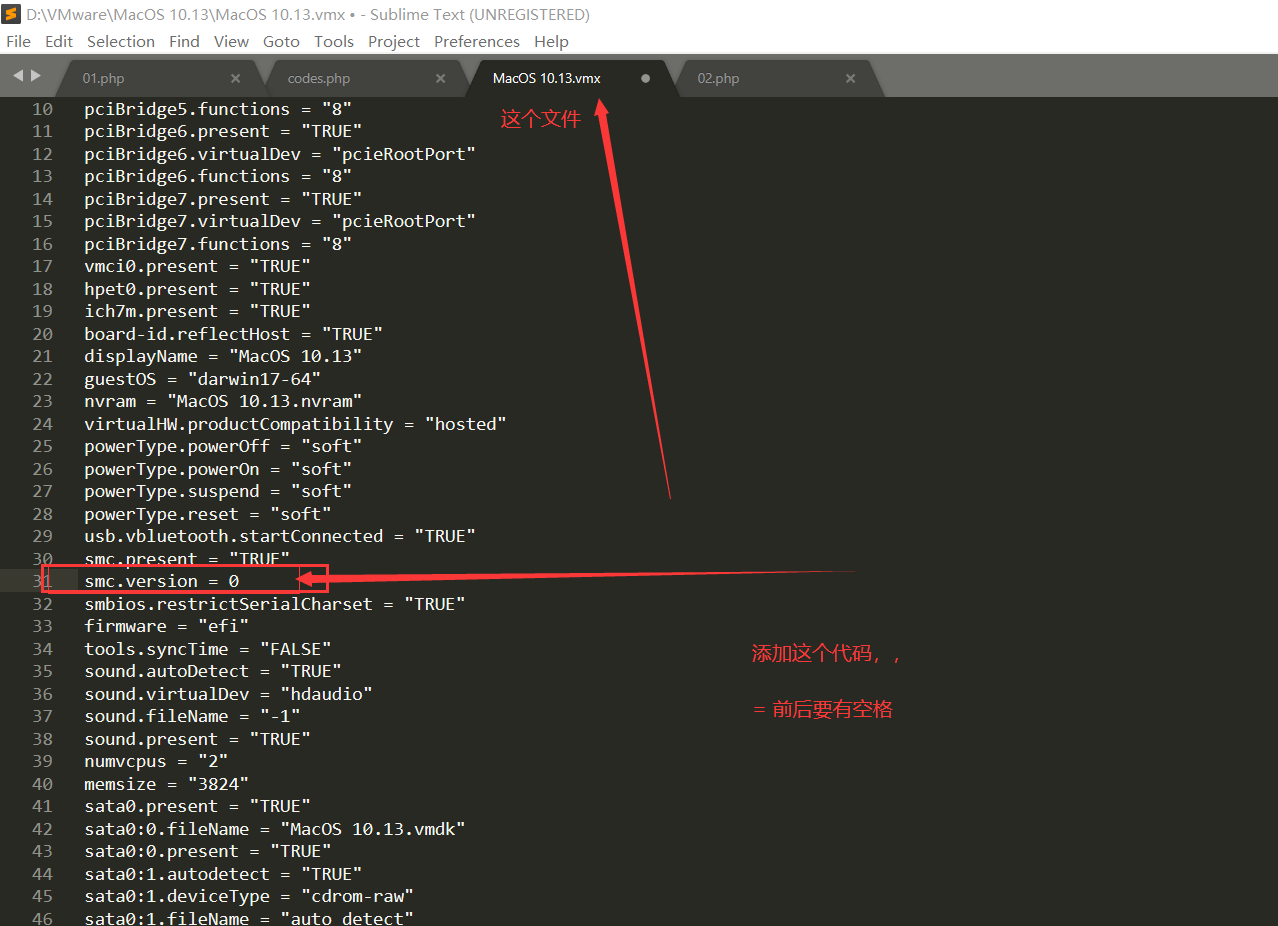 D:\VMware\MacOS 10.13\MacOS 10.13.vmx • - Sublime Text (UNREGISTERED)
File Edit Selection Find View Goto Tools Project Preferences Help
01.php codes.php MacOS 10.13.vmx 02.php
这个文件
10 pciBridge5.functions = "8"
11 pciBridge6.present = "TRUE"
12 pciBridge6.virtualDev = "pcieRootPort"
13 pciBridge6.functions = "8"
14 pciBridge7.present = "TRUE"
15 pciBridge7.virtualDev = "pcieRootPort"
16 pciBridge7.functions = "8"
17 vmci0.present = "TRUE"
18 hpet0.present = "TRUE"
19 ich7m.present = "TRUE"
20 board-id.reflectHost = "TRUE"
21 displayName = "MacOS 10.13"
22 guestOS = "darwin17-64"
23 nvram = "MacOS 10.13.nvram"
24 virtualHW.productCompatibility = "hosted"
25 powerType.powerOff = "soft"
26 powerType.powerOn = "soft"
27 powerType.suspend = "soft"
28 powerType.reset = "soft"
29 usb.vbluetooth.startConnected = "TRUE"
30 smc.present = "TRUE"
31 smc.version = 0
32 smbios.restrictSerialCharset = "TRUE"
33 firmware = "efi"
34 tools.syncTime = "FALSE"
35 sound.autoDetect = "TRUE"
36 sound.virtualDev = "hdaudio"
37 sound.fileName = "-1"
38 sound.present = "TRUE"
39 numvcpus = "2"
40 memsize = "3824"
41 sata0.present = "TRUE"
42 sata0:0.fileName = "MacOS 10.13.vmdk"
43 sata0:0.present = "TRUE"
44 sata0:1.autodetect = "TRUE"
45 sata0:1.deviceType = "cdrom-raw"
46 sata0:1.fileName = "auto detect"
添加这个代码，，
= 前后要有空格